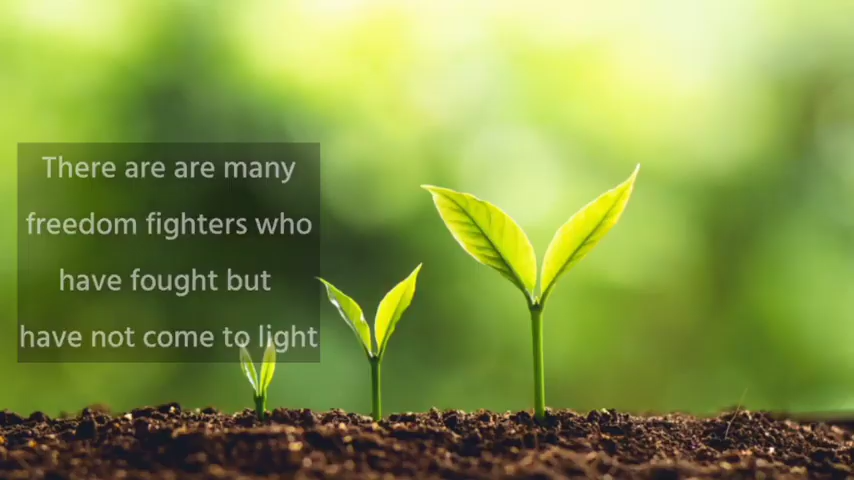 There are are many
freedom fighters who
have fought but
have not come to light